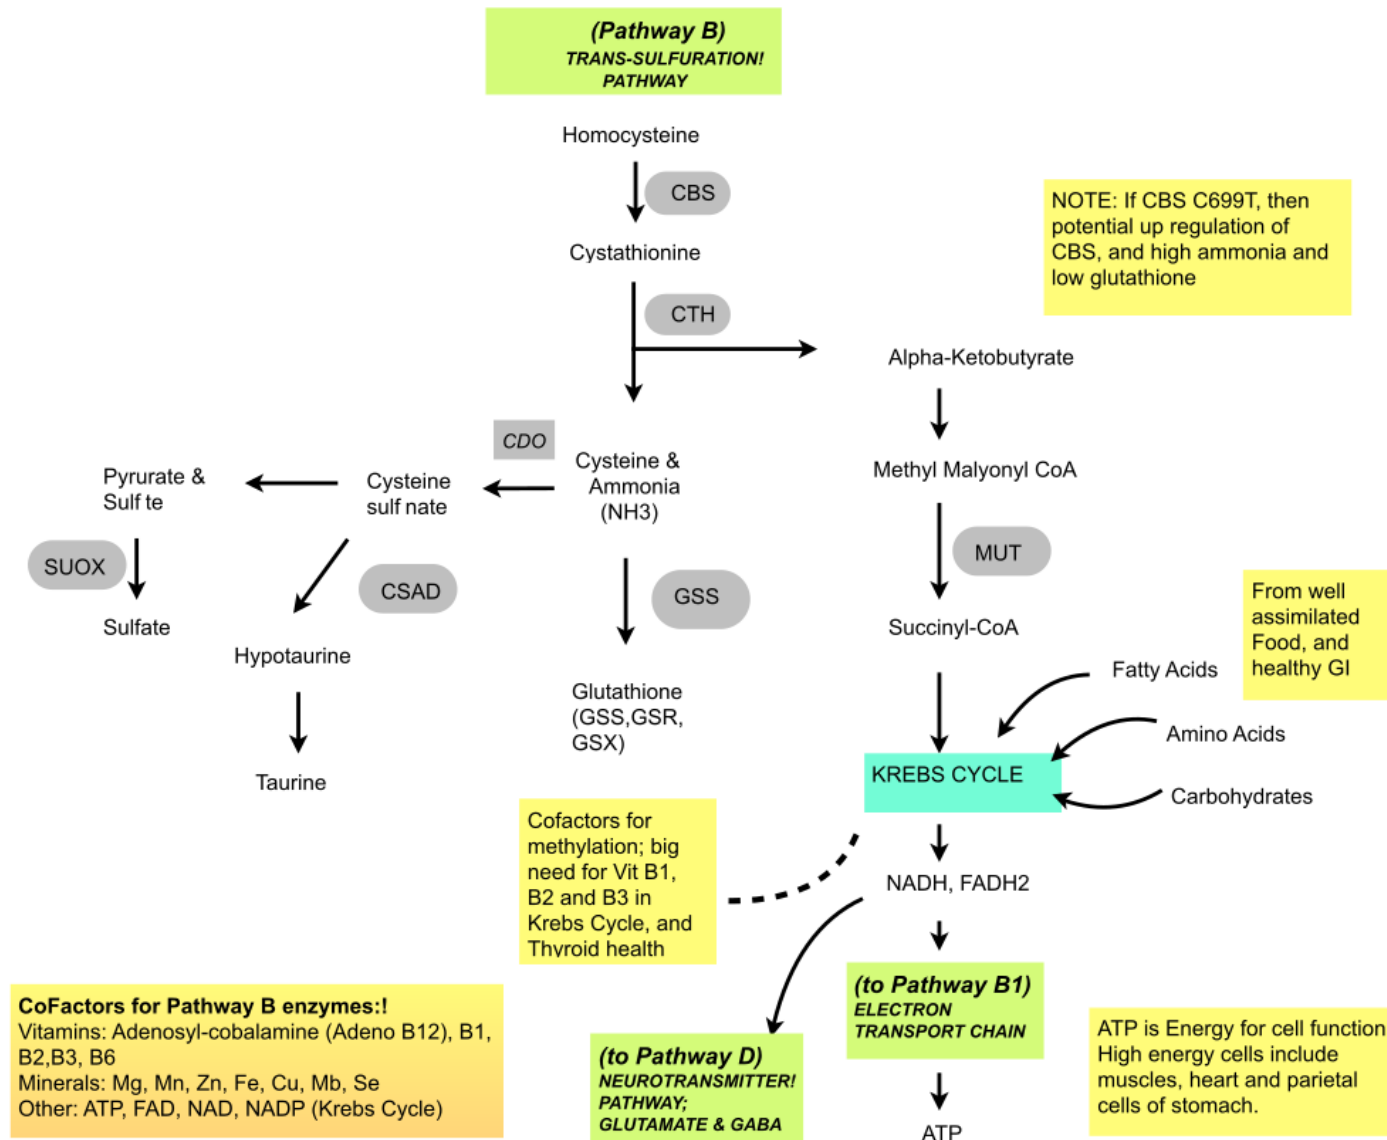 (Pathway B)
TRANS-SULFURATION!
PATHWAY
Homocysteine
CBS
NOTE: If CBS C699T, then
potential up regulation of
CBS, and high ammonia and
low glutathione
Cystathionine
CTH
Alpha-Ketobutyrate
CDO
Cysteine &
Ammonia
(NH3)
Methyl Malyonyl CoA
Pyrurate &
Sulf te
Cysteine
sulf nate
MUT
SUOX
CSAD
GSS
From well
assimilated
Food, and
healthy GI
Sulfate
Succinyl-CoA
Hypotaurine
Fatty Acids
Glutathione
(GSS,GSR,
GSX)
Amino Acids
Taurine
KREBS CYCLE
Carbohydrates
Cofactors for
methylation; big
need for Vit B1,
B2 and B3 in
Krebs Cycle, and
Thyroid health
NADH, FADH2
(to Pathway B1)
ELECTRON
TRANSPORT CHAIN
CoFactors for Pathway B enzymes:!
Vitamins: Adenosyl-cobalamine (Adeno B12), B1,
B2,B3, B6
Minerals: Mg, Mn, Zn, Fe, Cu, Mb, Se
Other: ATP, FAD, NAD, NADP (Krebs Cycle)
(to Pathway D)
NEUROTRANSMITTER!
PATHWAY;
GLUTAMATE & GABA
ATP is Energy for cell function
High energy cells include
muscles, heart and parietal
cells of stomach.
ATP